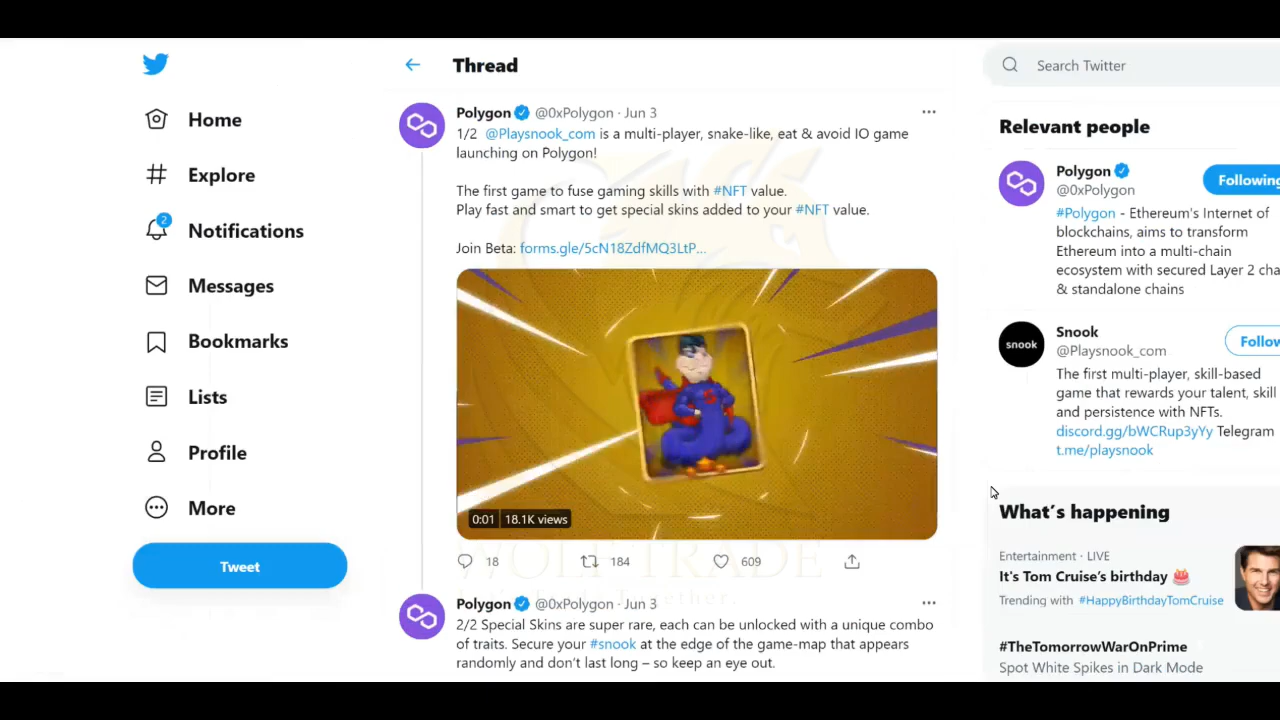 Home
Explore
2
Notifications
Messages
Bookmarks
Lists
Profile
More
Tweet
Thread
Polygon @0xPolygon · Jun 3
1/2 @Playsnook_com is a multi-player, snake-like, eat & avoid IO game
launching on Polygon!
The first game to fuse gaming skills with #NFT value.
Play fast and smart to get special skins added to your #NFT value.
Join Beta: forms.gle/5cN18ZdfMQ3LtP...
0:01 18.1K views
18 184 609
WOLF TRADE
Together.
Polygon @0xPolygon · Jun 3
2/2 Special Skins are super rare, each can be unlocked with a unique combo
of traits. Secure your #snook at the edge of the game-map that appears
randomly and don't last long – so keep an eye out.
Search Twitter
Relevant people
Polygon
@0xPolygon
Following
#Polygon - Ethereum's Internet of
blockchains, aims to transform
Ethereum into a multi-chain
ecosystem with secured Layer 2 cha
& standalone chains
snook
Snook
@Playsnook_com
Follow
The first multi-player, skill-based
game that rewards your talent, skill
and persistence with NFTs.
discord.gg/bWCRup3yYy Telegram
t.me/playsnook
What's happening
Entertainment · LIVE
It's Tom Cruise's birthday
Trending with #HappyBirthdayTomCruise
#TheTomorrowWarOnPrime
Spot White Spikes in Dark Mode